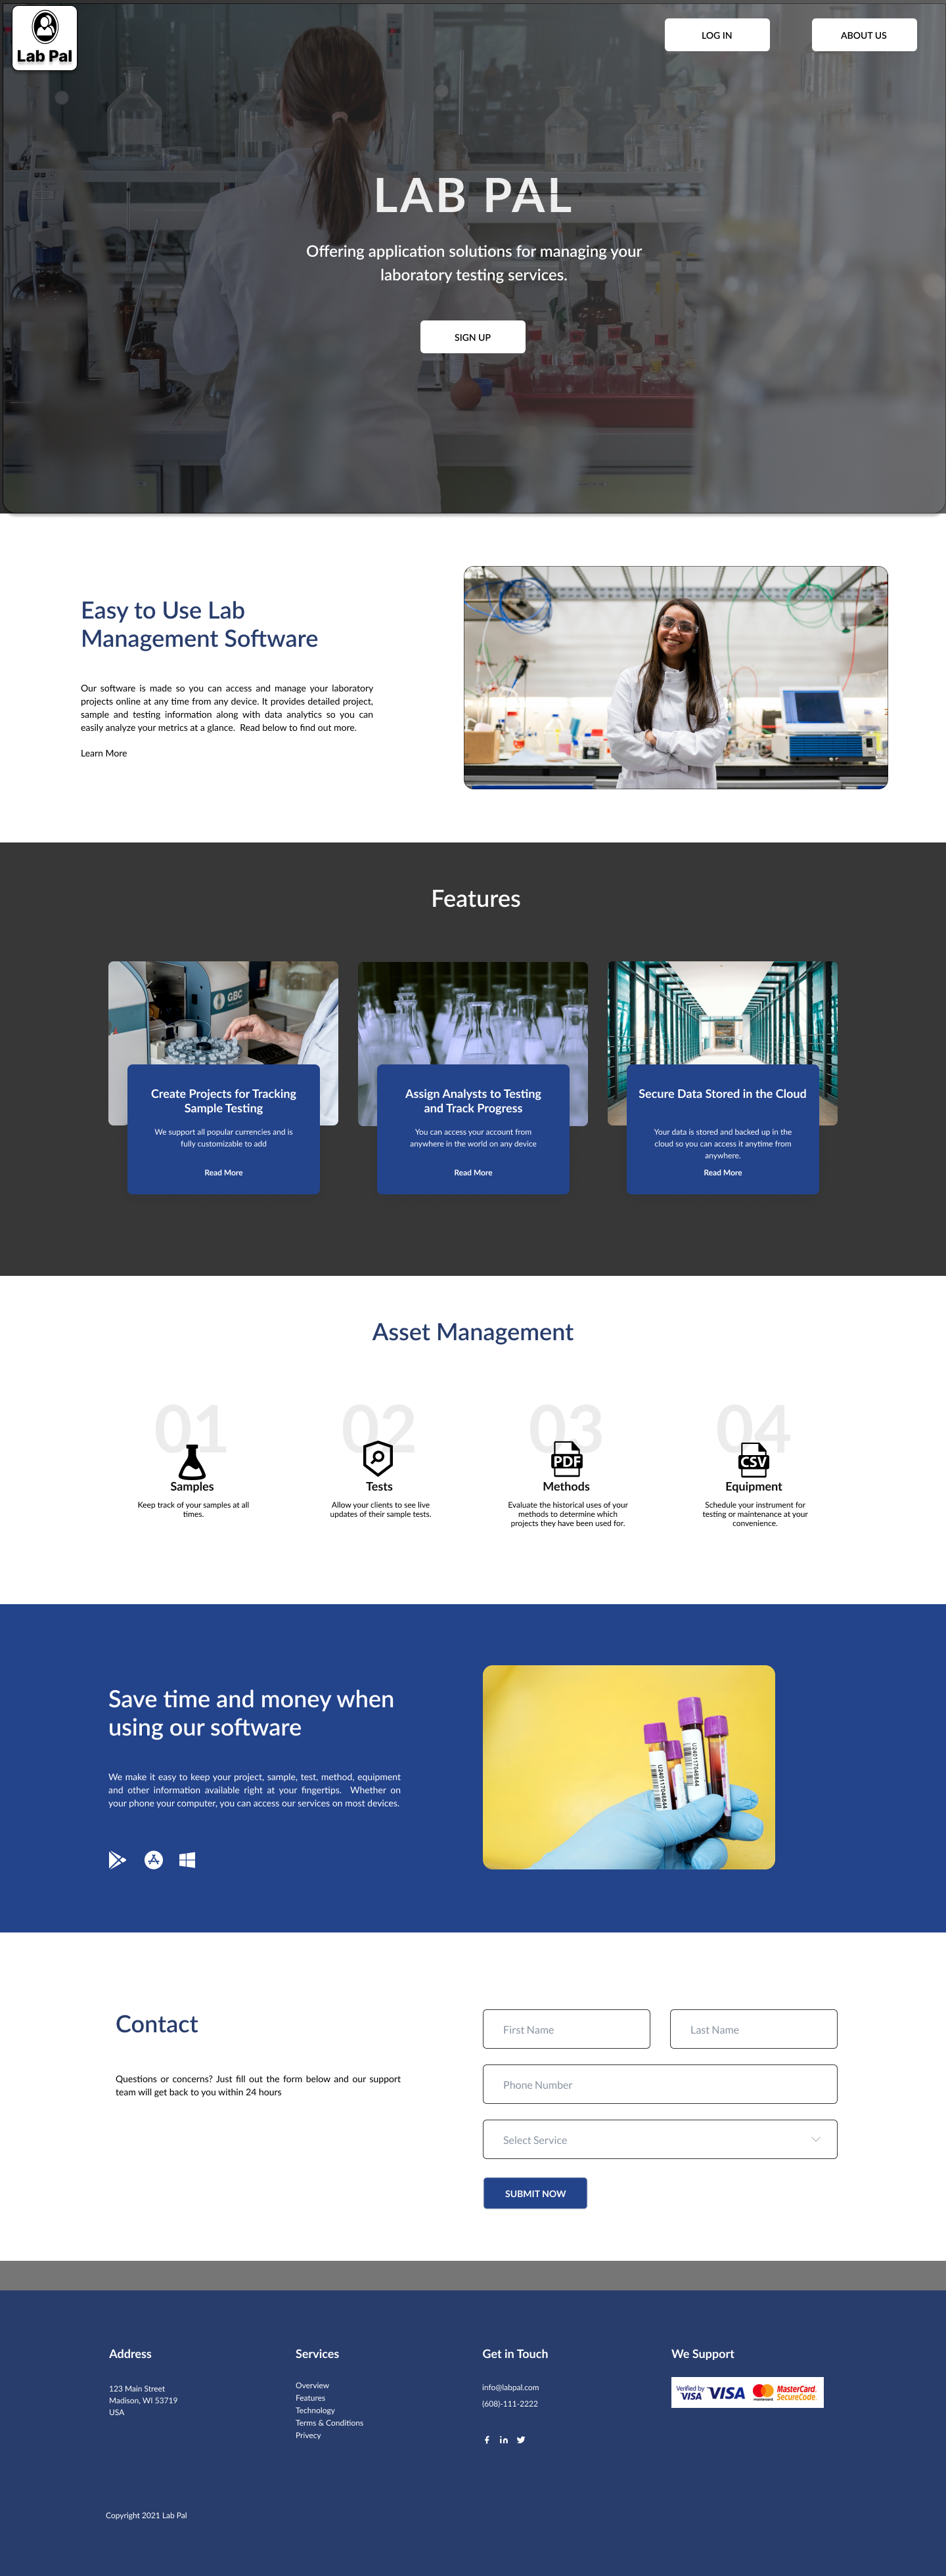 Lab Pal
LOG IN
ABOUT US
LAB PAL
Offering application solutions for managing your
laboratory testing services.
SIGN UP
Easy to Use Lab
Management Software
Our software is made so you can access and manage your laboratory
projects online at any time from any device. It provides detailed project,
sample and testing information along with data analytics so you can
easily analyze your metrics at a glance. Read below to find out more.
Learn More
Features
GBC
Create Projects for Tracking
Sample Testing
We support all popular currencies and is
fully customizable to add
Read More
Assign Analysts to Testing
and Track Progress
You can access your account from
anywhere in the world on any device
Read More
Secure Data Stored in the Cloud
Your data is stored and backed up in the
cloud so you can access it anytime from
anywhere.
Read More
Asset Management
01
Samples
Keep track of your samples at all
times.
02
Tests
Allow your clients to see live
updates of their sample tests.
03
PDF
Methods
Evaluate the historical uses of your
methods to determine which
projects they have been used for.
04
CSV
Equipment
Schedule your instrument for
testing or maintenance at your
convenience.
Save time and money when
using our software
We make it easy to keep your project, sample, test, method, equipment
and other information available right at your fingertips. Whether on
your phone your computer, you can access our services on most devices.
Contact
Questions or concerns? Just fill out the form below and our support
team will get back to you within 24 hours
First Name
Last Name
Phone Number
Select Service
SUBMIT NOW
Address
123 Main Street
Madison, WI 53719
USA
Services
Overview
Features
Technology
Terms & Conditions
Privecy
Get in Touch
info@labpal.com
(608)-111-2222
We Support
Verified by
VISA
VISA
mastercard
MasterCard.
SecureCode.
Copyright 2021 Lab Pal